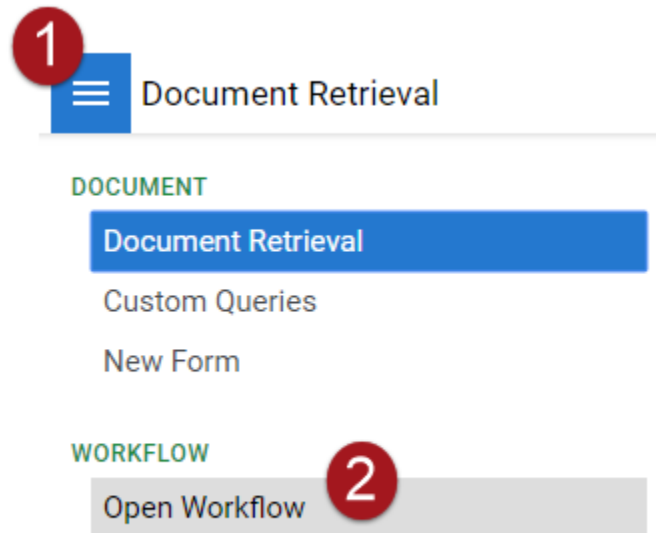 1
Document Retrieval
DOCUMENT
Document Retrieval
Custom Queries
New Form
WORKFLOW
2
Open Workflow